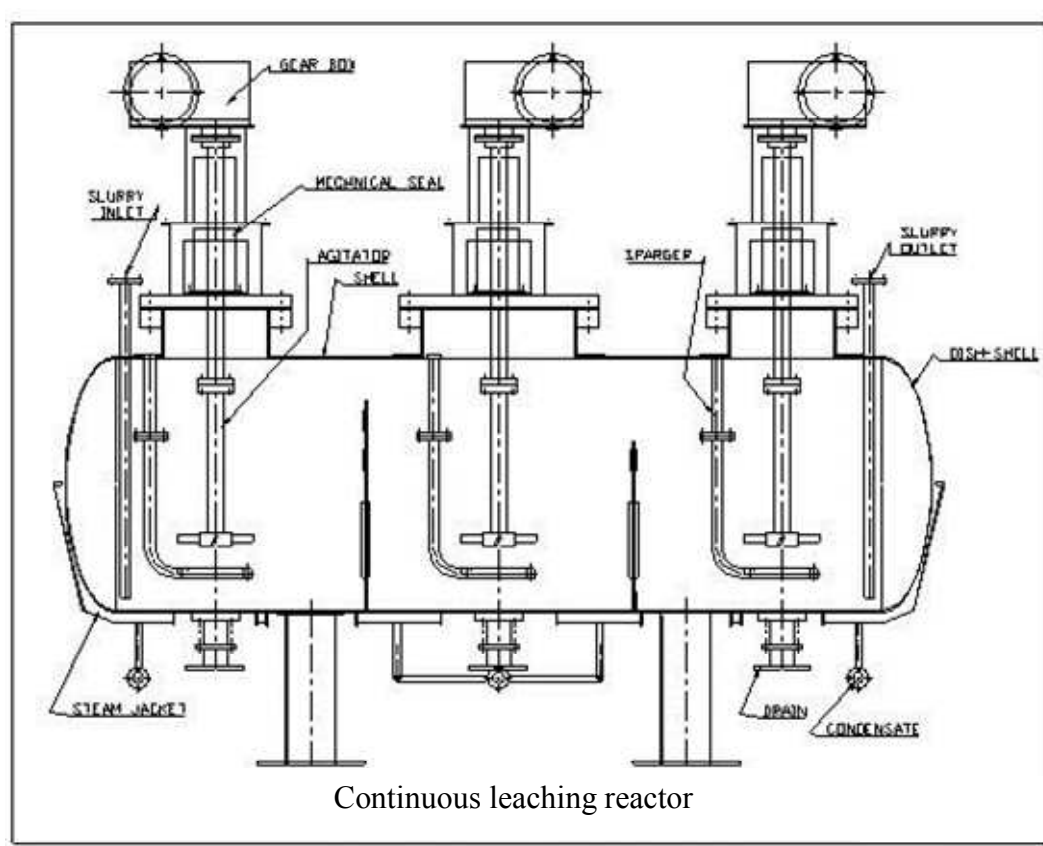 GEAR BOX
MECHNICAL SEAL
SLURRY
INLET
AGITATOR
SHELL
SPARGER
SLURRY
OUTLET
DISH-SHELL
STEAM JACKET
DRAIN
CONDENSATE
Continuous leaching reactor